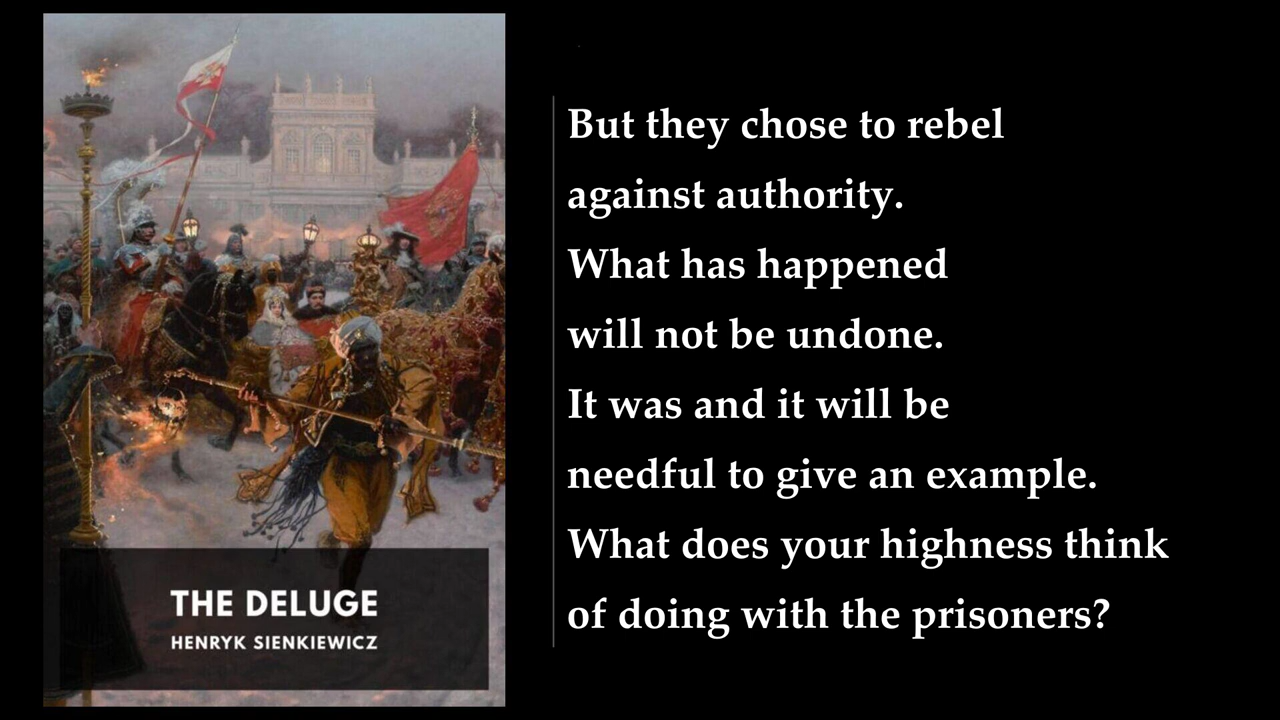 THE DELUGE
HENRYK SIENKIEWICZ
But they chose to rebel
against authority.
What has happened
will not be undone.
It was and it will be
needful to give an example.
What does your highness think
of doing with the prisoners?